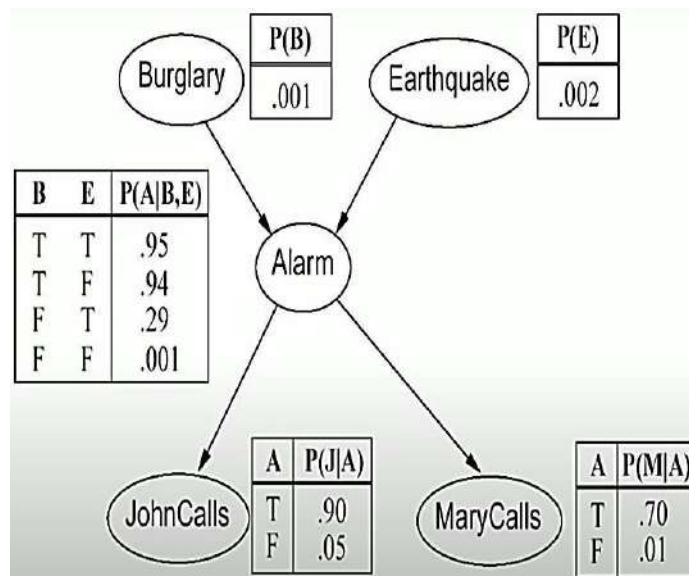 P(B)
.001
Burglary
P(E)
.002
Earthquake
B E P(A|B,E)
T T .95
T F .94
F T .29
F F .001
Alarm
A P(J|A)
T .90
F .05
JohnCalls
A P(M|A)
T .70
F .01
MaryCalls